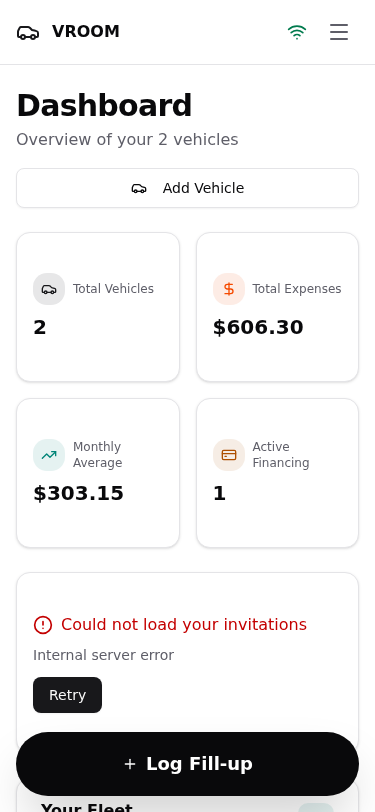 VROOM
Dashboard
Overview of your 2 vehicles
Add Vehicle
Total Vehicles
2
Total Expenses
$606.30
Monthly
Average
$303.15
Active
Financing
1
Could not load your invitations
Internal server error
Retry
+ Log Fill-up
Your Fleet